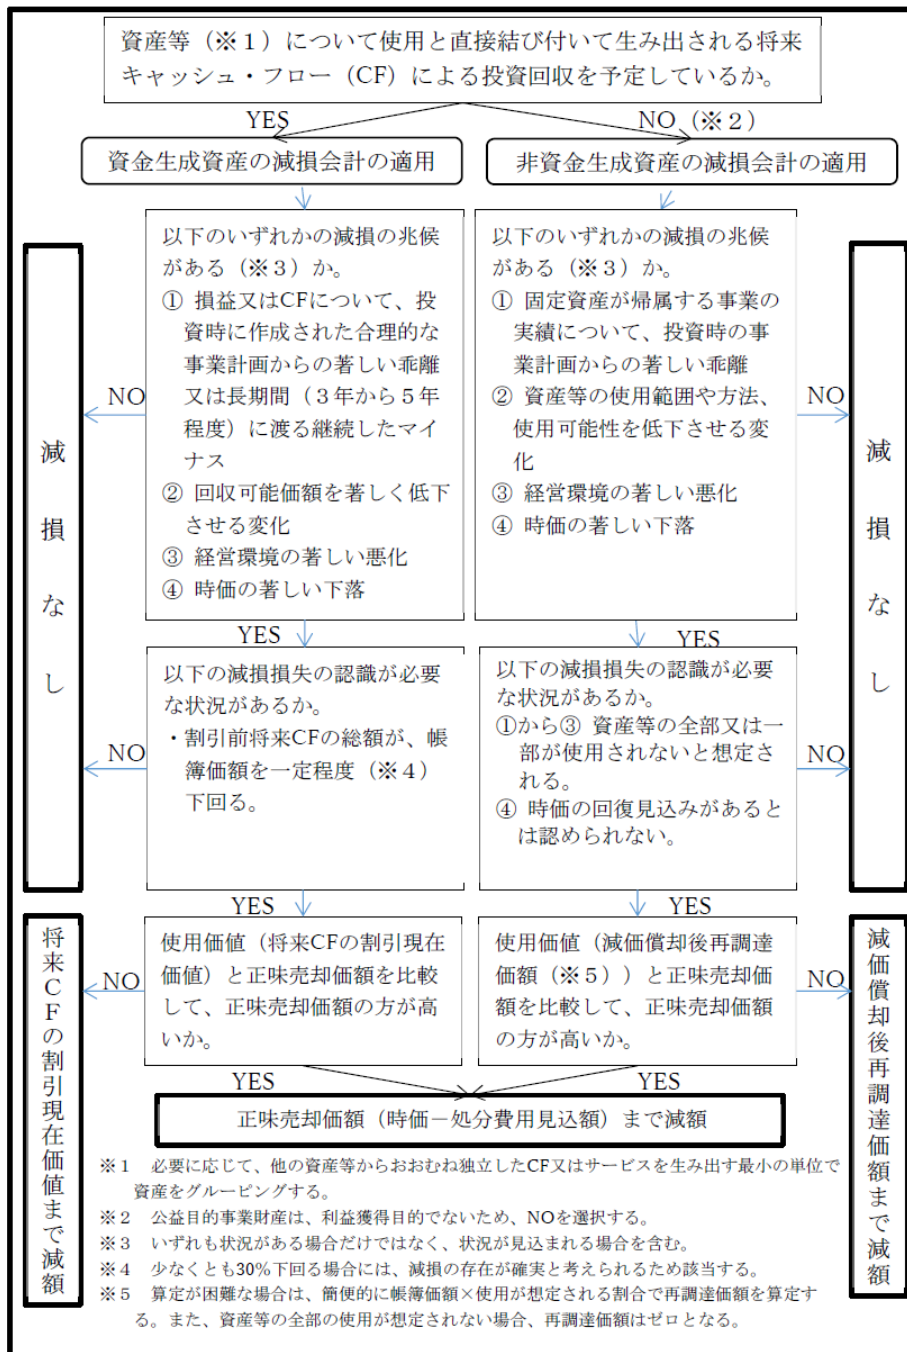 資産等（※１）について使用と直接結び付いて生み出される将来
キャッシュ・フロー（CF）による投資回収を予定しているか。
YES
NO（※２）
資金生成資産の減損会計の適用
非資金生成資産の減損会計の適用
以下のいずれかの減損の兆候
がある（※３）か。
① 損益又はCFについて、投
資時に作成された合理的な
事業計画からの著しい乖離
又は長期間（３年から５年
程度）に渡る継続したマイ
ナス
② 回収可能価額を著しく低下
させる変化
③ 経営環境の著しい悪化
④ 時価の著しい下落
以下のいずれかの減損の兆候
がある（※３）か。
① 固定資産が帰属する事業の
実績について、投資時の事
業計画からの著しい乖離
② 資産等の使用範囲や方法、
使用可能性を低下させる変
化
③ 経営環境の著しい悪化
④ 時価の著しい下落
NO
NO
減損なし
減損なし
YES
YES
以下の減損損失の認識が必要
な状況があるか。
・割引前将来CFの総額が、帳
簿価額を一定程度（※４）
下回る。
以下の減損損失の認識が必要
な状況があるか。
①から③ 資産等の全部又は一
部が使用されないと想定さ
れる。
④ 時価の回復見込みがあると
は認められない。
NO
NO
YES
YES
使用価値（将来CFの割引現在
価値）と正味売却価額を比較
して、正味売却価額の方が高
いか。
使用価値（減価償却後再調達
価額（※５））と正味売却価
額を比較して、正味売却価額
の方が高いか。
NO
NO
将来CFの割引現在価値まで減額
減価償却後再調達価額まで減額
YES
YES
正味売却価額（時価－処分費用見込額）まで減額
※１ 必要に応じて、他の資産等からおおむね独立したCF又はサービスを生み出す最小の単位で
資産をグルーピングする。
※２ 公益目的事業財産は、利益獲得目的でないため、NOを選択する。
※３ いずれも状況がある場合だけではなく、状況が見込まれる場合を含む。
※４ 少なくとも30%下回る場合には、減損の存在が確実と考えられるため該当する。
※５ 算定が困難な場合は、簡便的に帳簿価額×使用が想定される割合で再調達価額を算定す
る。また、資産等の全部の使用が想定されない場合、再調達価額はゼロとなる。